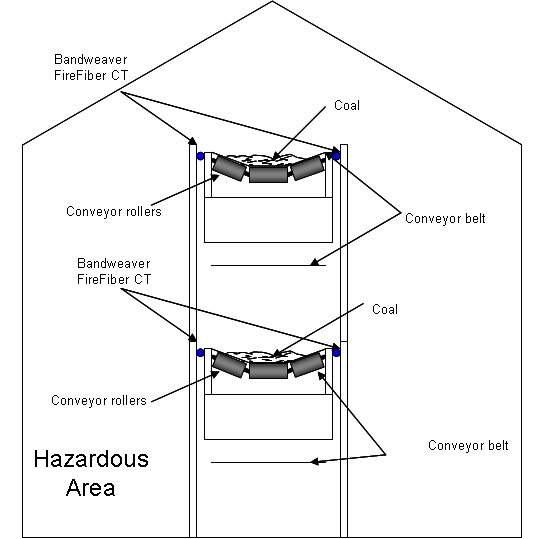 Bandweaver
FireFiber CT
Coal
Conveyor rollers
Conveyor belt
Bandweaver
FireFiber CT
Coal
Conveyor rollers
Conveyor belt
Hazardous
Area